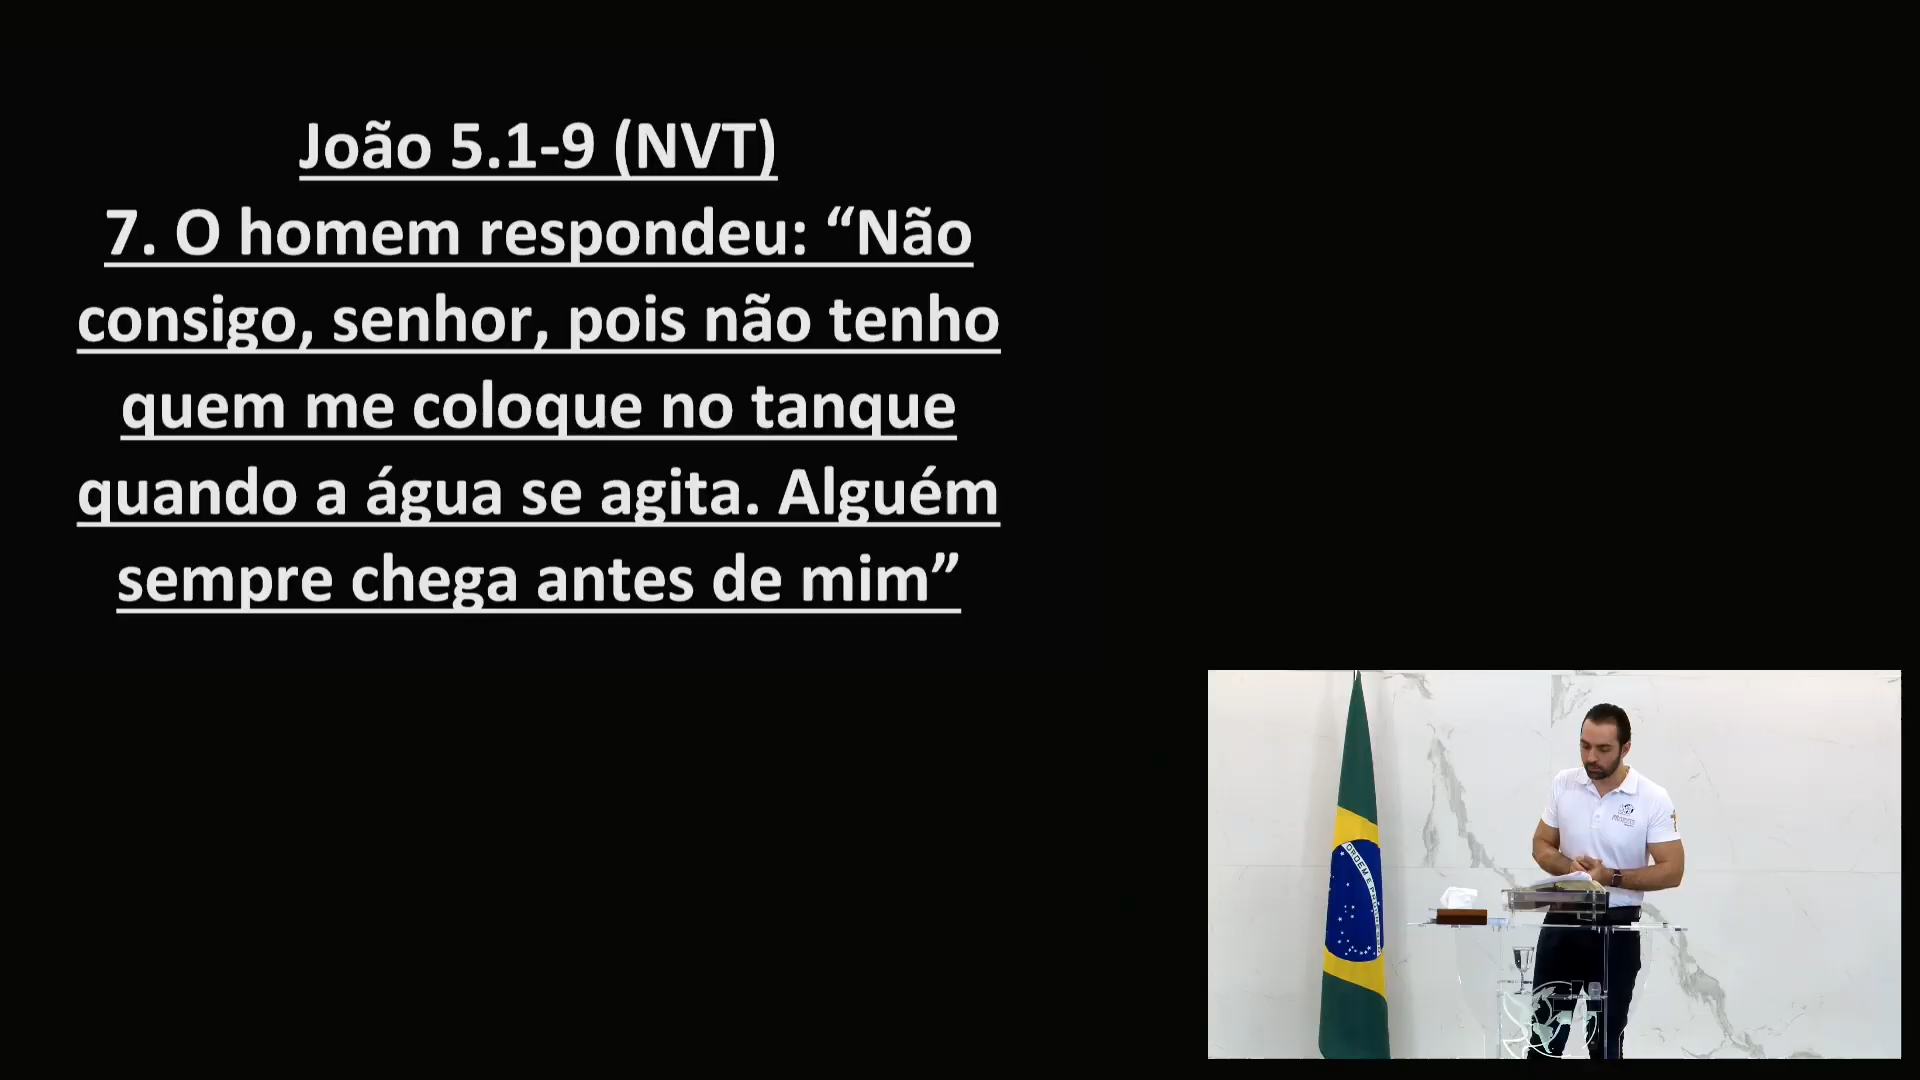 João 5.1-9 (NVT)
7. O homem respondeu: “Não
consigo, senhor, pois não tenho
quem me coloque no tanque
quando a água se agita. Alguém
sempre chega antes de mim”